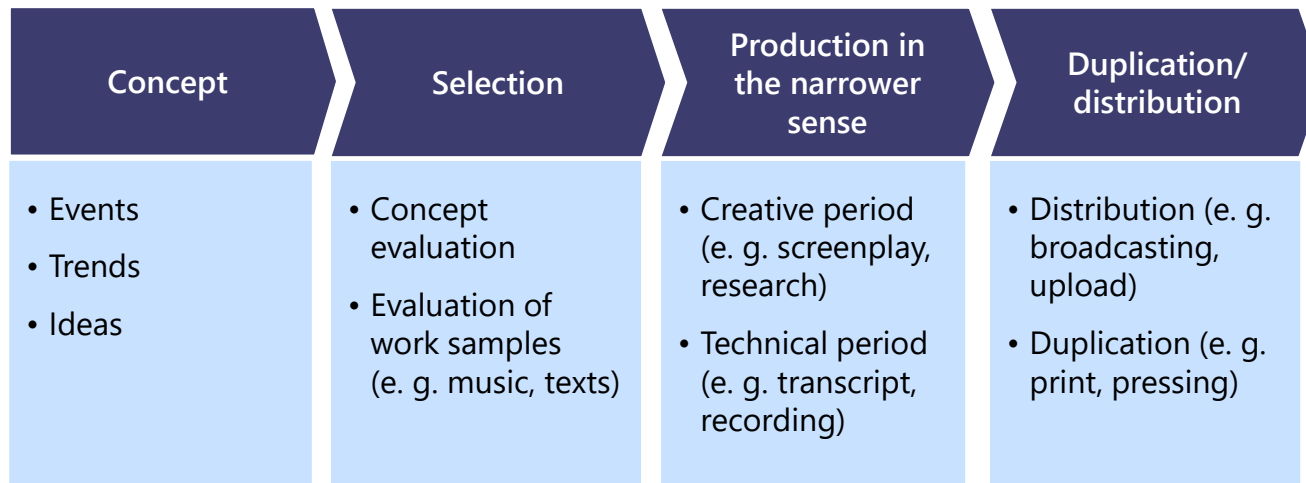 Concept
Selection
Production in
the narrower
sense
Duplication/
distribution
• Events
• Trends
• Ideas
• Concept
evaluation
• Evaluation of
work samples
(e. g. music, texts)
• Creative period
(e. g. screenplay,
research)
• Technical period
(e. g. transcript,
recording)
• Distribution (e. g.
broadcasting,
upload)
• Duplication (e. g.
print, pressing)